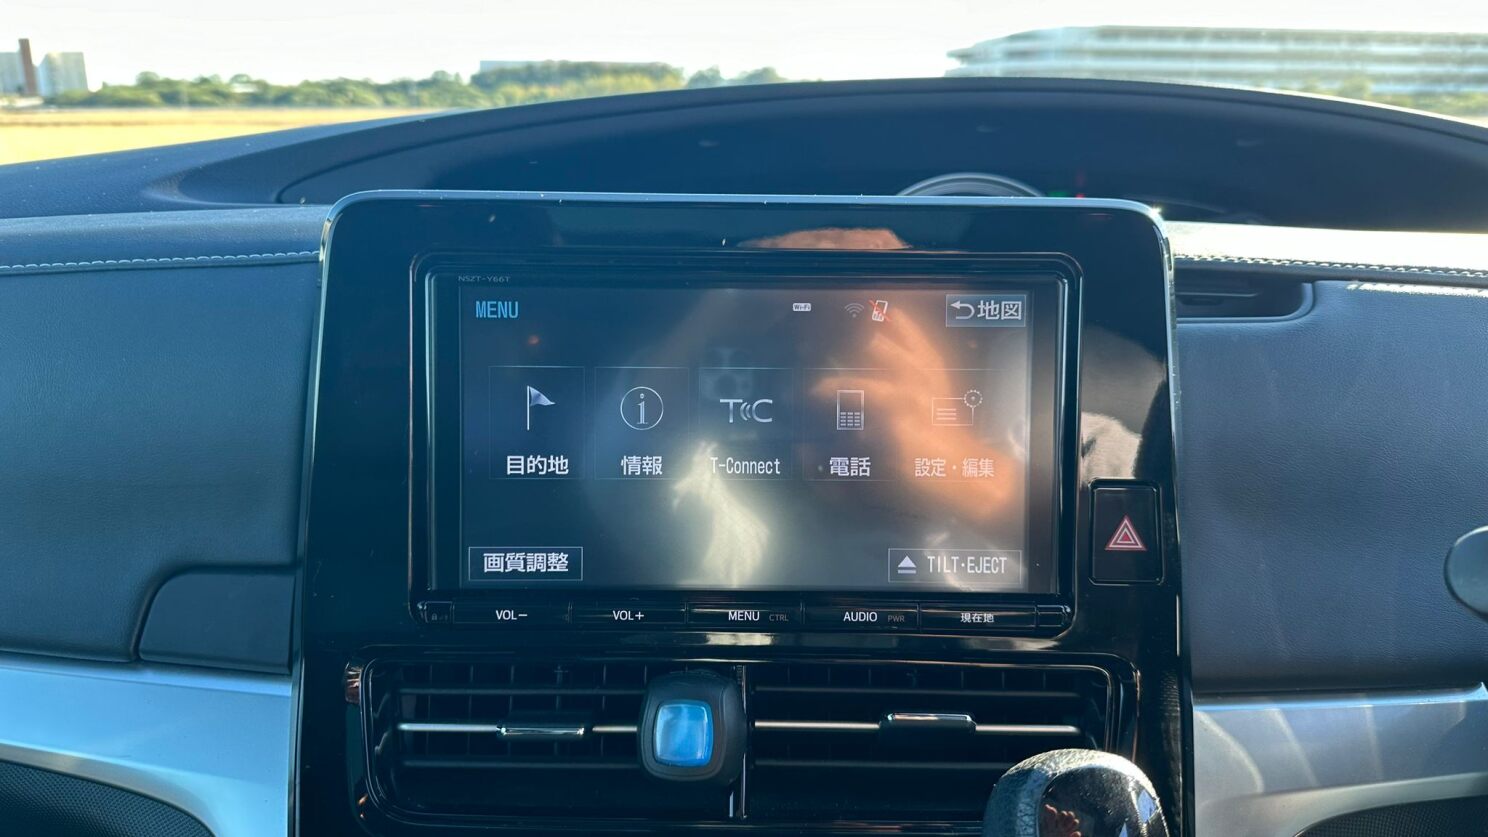 NSZT-Y66T
MENU
Wi-Fi
地図
目的地
情報
T-Connect
電話
設定・編集
画質調整
TILT・EJECT
VOL−
VOL+
MENU CTRL
AUDIO PWR
現在地